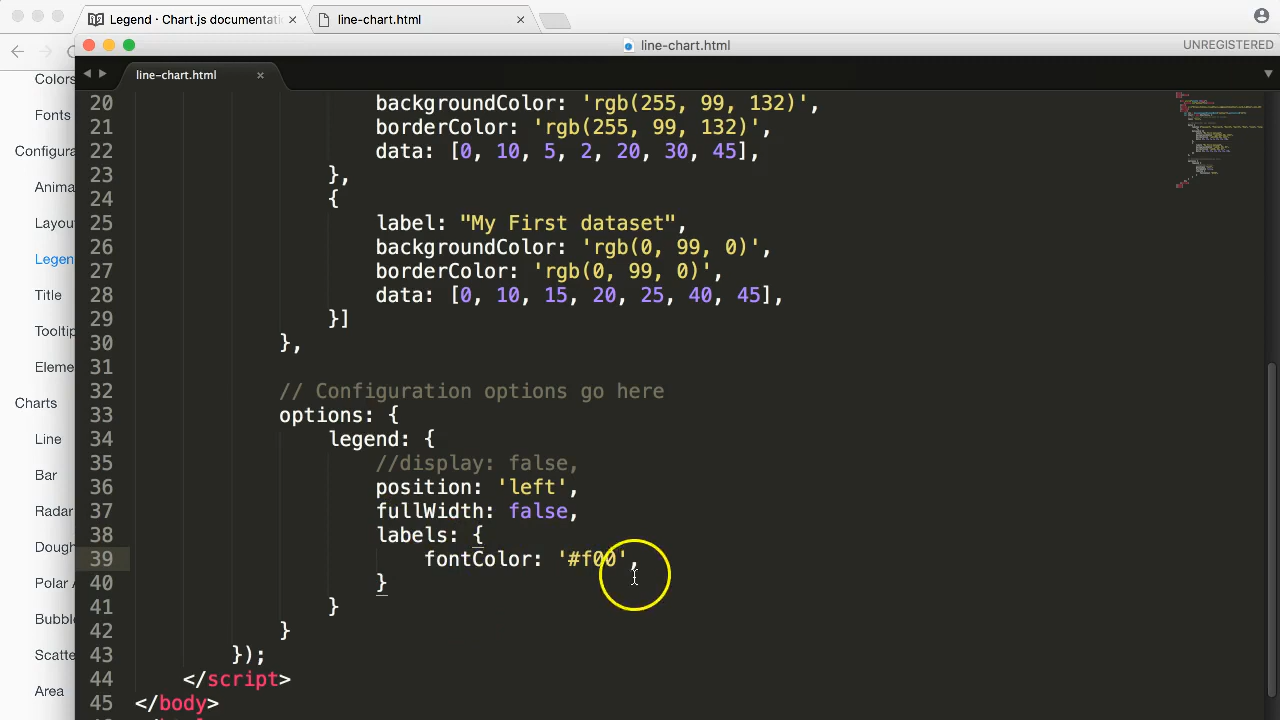 Legend · Chart.js documentati
line-chart.html
line-chart.html
UNREGISTERED
line-chart.html
Colors
Fonts
Configura
Anima
Layou
Legen
Title
Tooltip
Eleme
Charts
Line
Bar
Radar
Dough
Polar A
Bubbl
Scatte
Area
20 backgroundColor: 'rgb(255, 99, 132)',
21 borderColor: 'rgb(255, 99, 132)',
22 data: [0, 10, 5, 2, 20, 30, 45],
23 },
24 {
25 label: "My First dataset",
26 backgroundColor: 'rgb(0, 99, 0)',
27 borderColor: 'rgb(0, 99, 0)',
28 data: [0, 10, 15, 20, 25, 40, 45],
29 }]
30 },
31
32 // Configuration options go here
33 options: {
34 legend: {
35 //display: false,
36 position: 'left',
37 fullWidth: false,
38 labels: {
39 fontColor: '#f00',
40 }
41 }
42 }
43 });
44 </script>
45 </body>